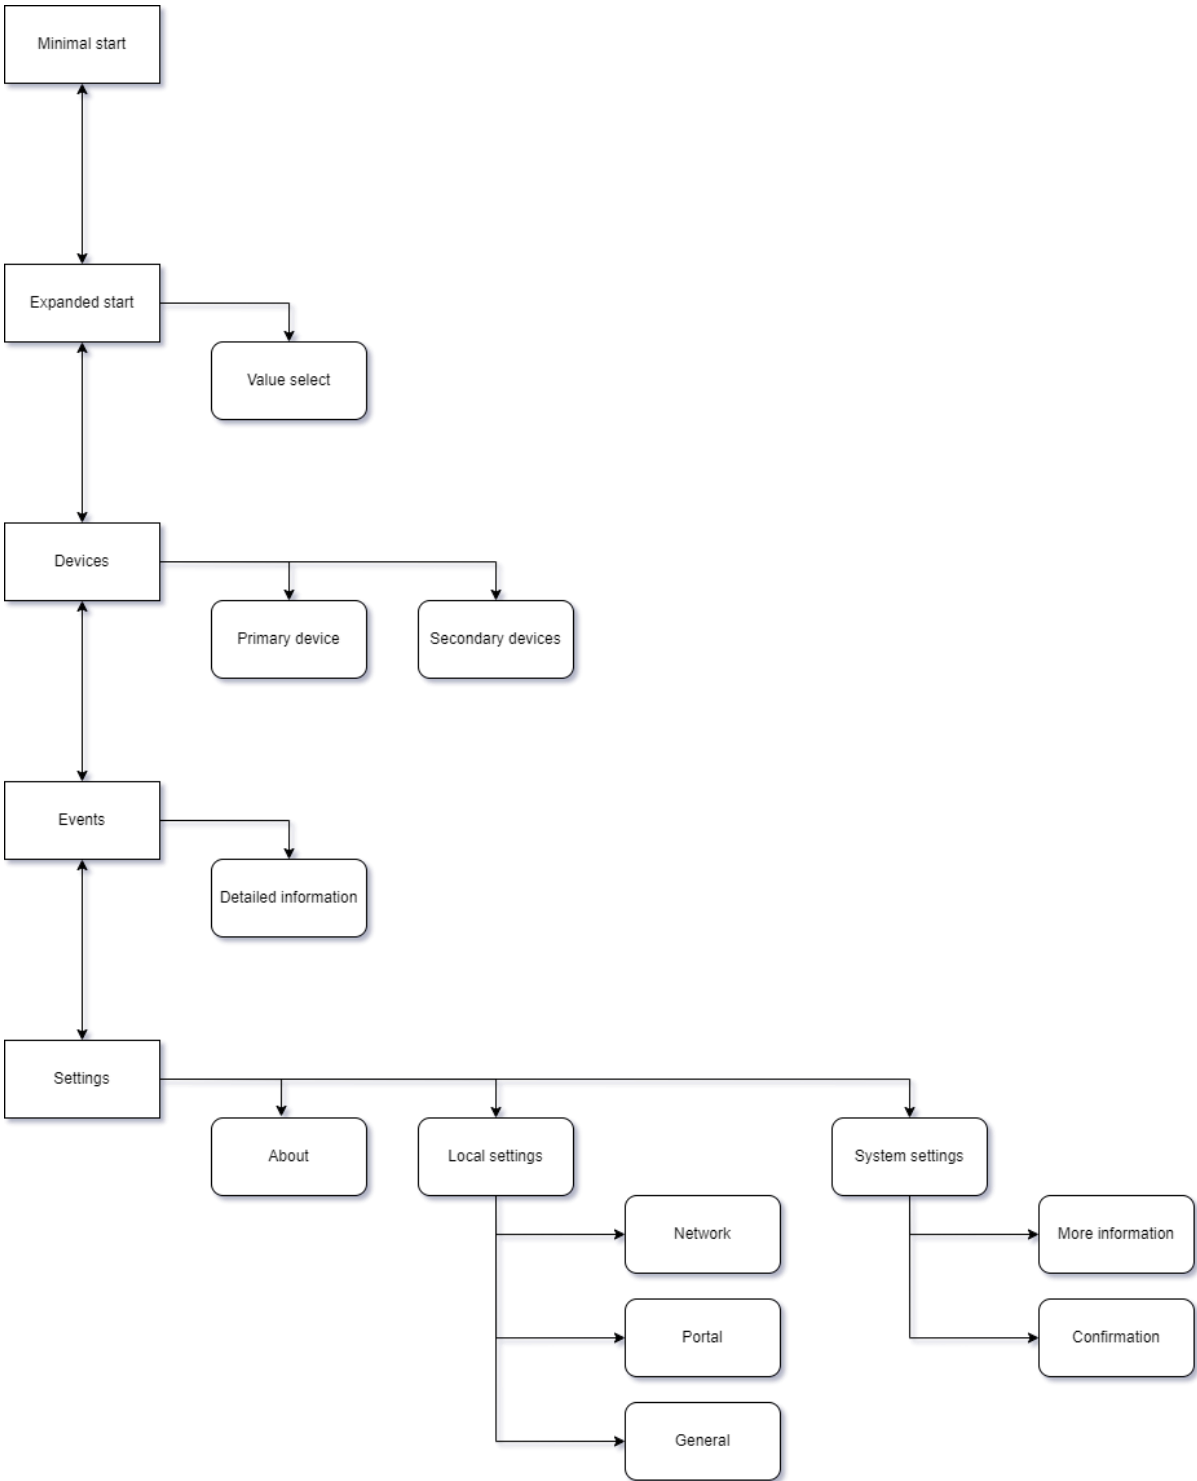 Minimal start
Expanded start
Value select
Devices
Primary device
Secondary devices
Events
Detailed information
Settings
About
Local settings
System settings
Network
More information
Portal
Confirmation
General